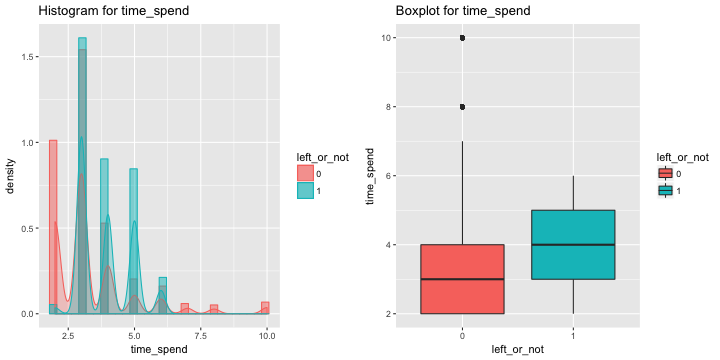 Histogram for time_spend
1.5
1.0
0.5
0.0
density
2.5
5.0
7.5
10.0
time_spend
left_or_not
0
1
Boxplot for time_spend
10
8
6
4
2
time_spend
0
1
left_or_not
left_or_not
0
1